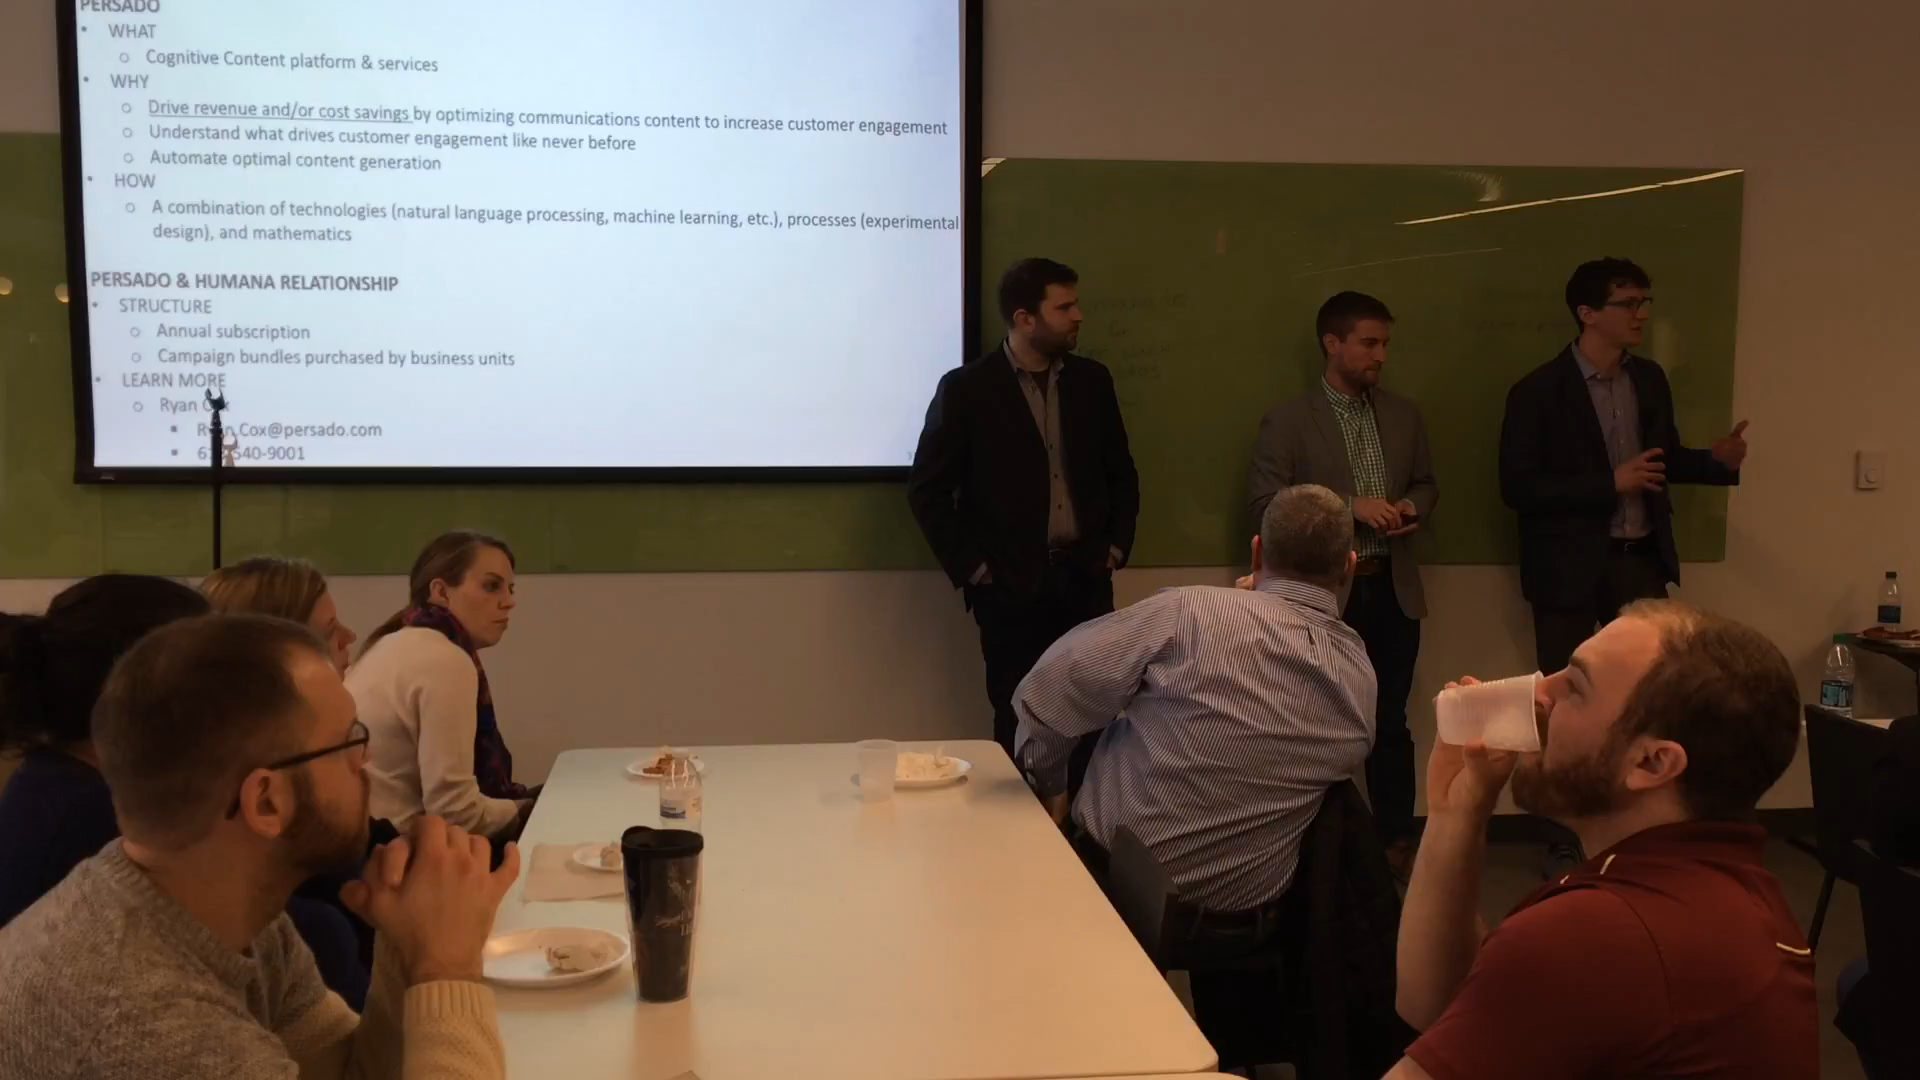 PERSADO
• WHAT
o Cognitive Content platform & services
• WHY
o Drive revenue and/or cost savings by optimizing communications content to increase customer engagement
o Understand what drives customer engagement like never before
o Automate optimal content generation
• HOW
o A combination of technologies (natural language processing, machine learning, etc.), processes (experimental
design), and mathematics
PERSADO & HUMANA RELATIONSHIP
• STRUCTURE
o Annual subscription
o Campaign bundles purchased by business units
• LEARN MORE
o Ryan
▪ Cox@persado.com
▪ 540-9001